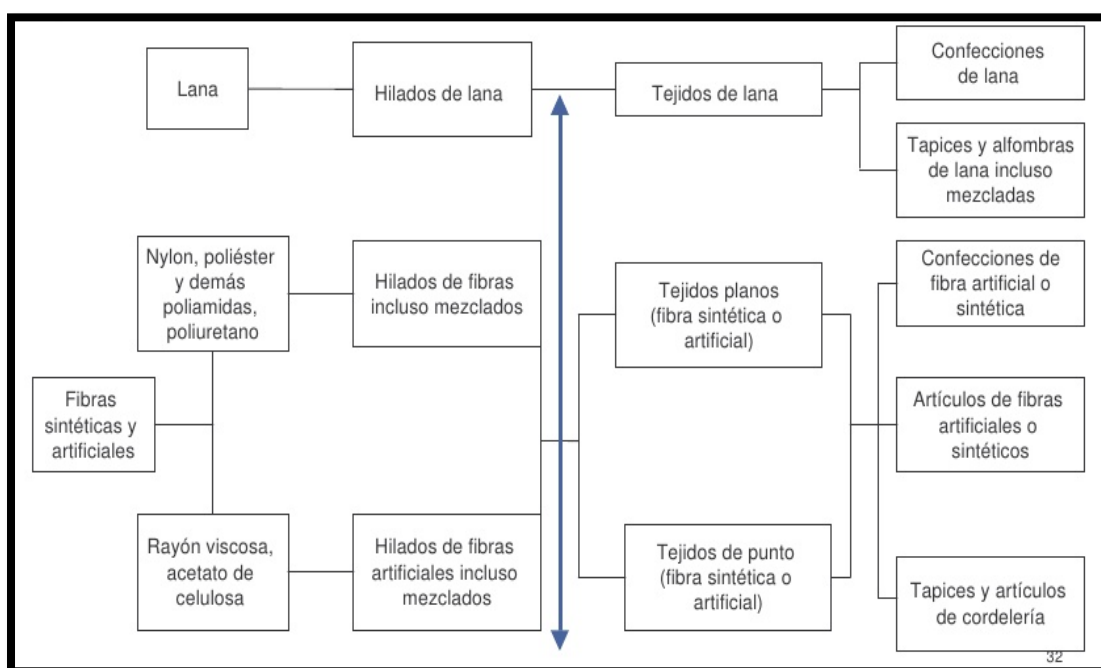 Lana
Hilados de lana
Tejidos de lana
Confecciones
de lana
Tapices y alfombras
de lana incluso
mezcladas
Nylon, poliéster
y demás
poliamidas,
poliuretano
Hilados de fibras
incluso mezclados
Tejidos planos
(fibra sintética o
artificial)
Confecciones de
fibra artificial o
sintética
Fibras
sintéticas y
artificiales
Artículos de fibras
artificiales o
sintéticos
Rayón viscosa,
acetato de
celulosa
Hilados de fibras
artificiales incluso
mezclados
Tejidos de punto
(fibra sintética o
artificial)
Tapices y artículos
de cordelería
32